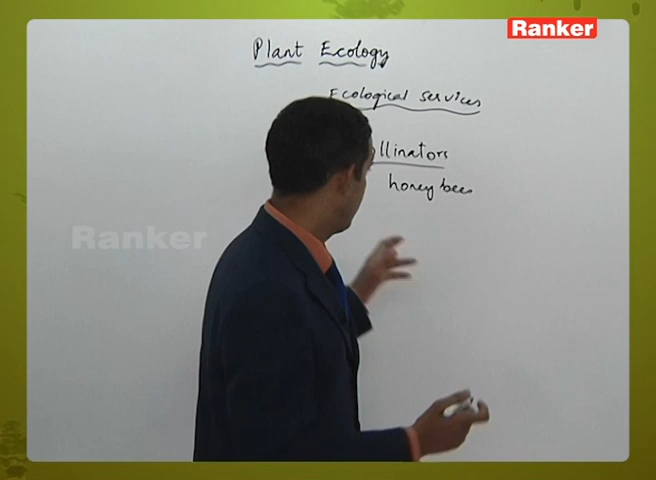 Ranker
Plant Ecology
Ecological services
llinators
honey bees
Ranker